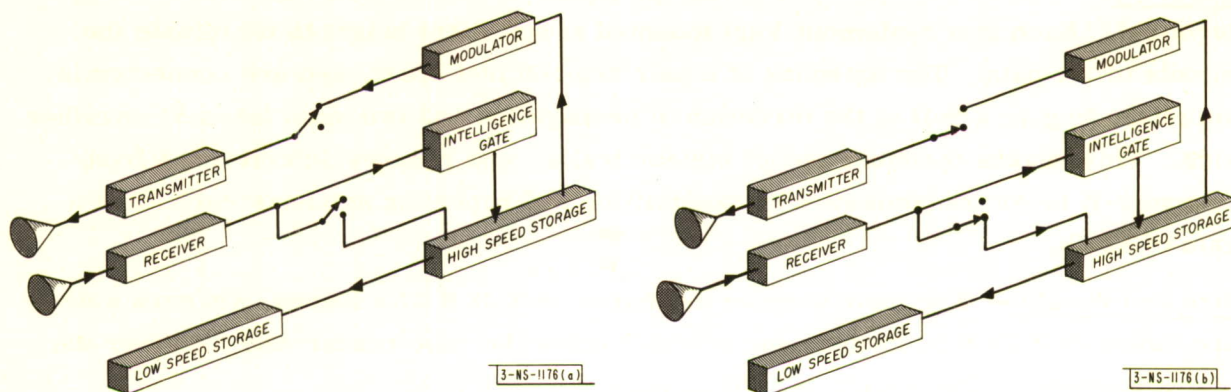 MODULATOR
INTELLIGENCE
GATE
TRANSMITTER
RECEIVER
HIGH SPEED STORAGE
LOW SPEED STORAGE
3-NS-1176(a)
MODULATOR
INTELLIGENCE
GATE
TRANSMITTER
RECEIVER
HIGH SPEED STORAGE
LOW SPEED STORAGE
3-NS-1176(b)